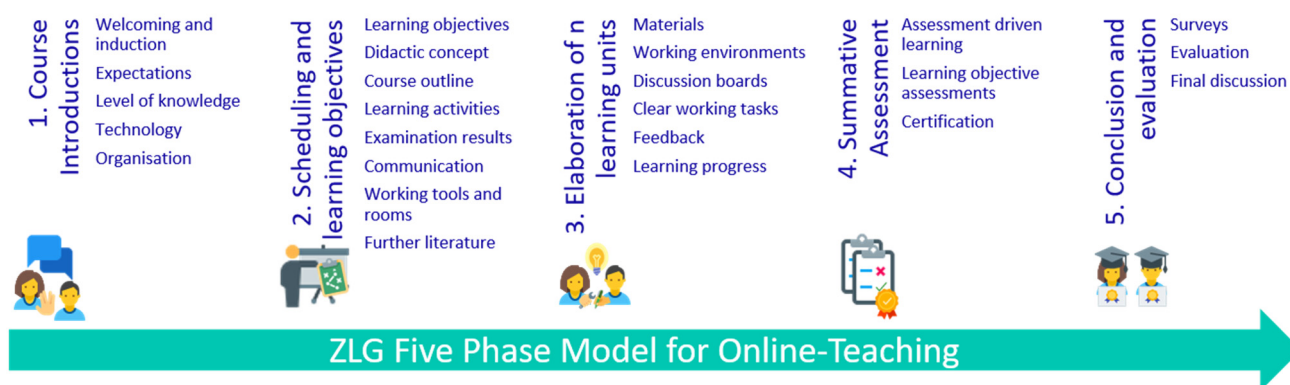 1. Course
Introductions
Welcoming and
induction
Expectations
Level of knowledge
Technology
Organisation
2. Scheduling and
learning objectives
Learning objectives
Didactic concept
Course outline
Learning activities
Examination results
Communication
Working tools and
rooms
Further literature
3. Elaboration of n
learning units
Materials
Working environments
Discussion boards
Clear working tasks
Feedback
Learning progress
4. Summative
Assessment
Assessment driven
learning
Learning objective
assessments
Certification
5. Conclusion and
evaluation
Surveys
Evaluation
Final discussion
ZLG Five Phase Model for Online-Teaching